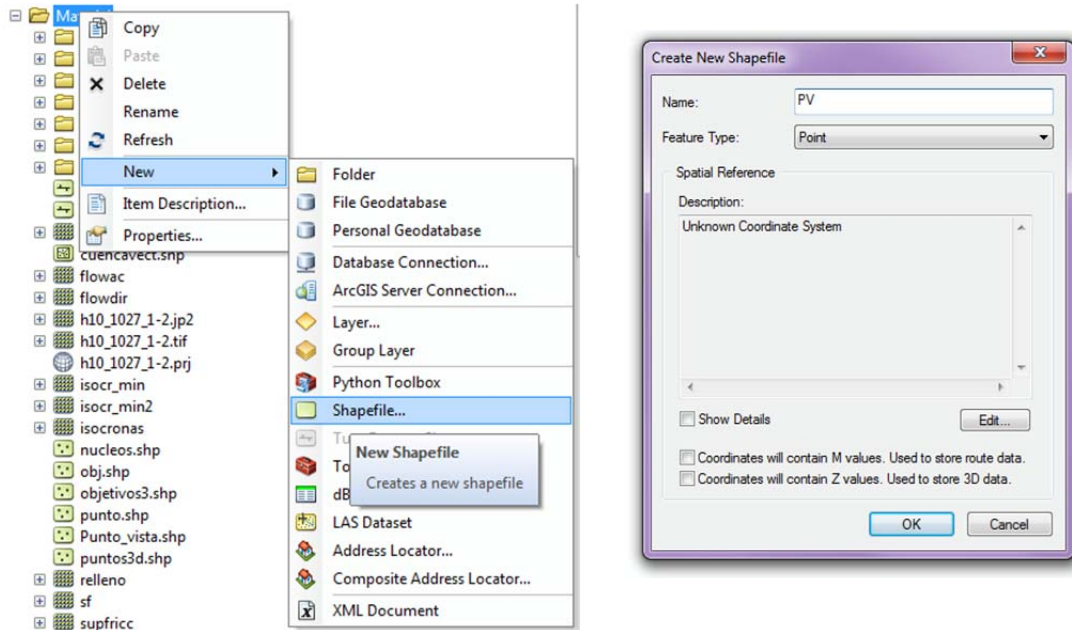 Copy
Paste
Delete
Rename
Refresh
New
Item Description...
Properties...
cuencavect.shp
flowac
flowdir
h10_1027_1-2.jp2
h10_1027_1-2.tif
h10_1027_1-2.prj
isocr_min
isocr_min2
isocronas
nucleos.shp
obj.shp
objetivos3.shp
punto.shp
Punto_vista.shp
puntos3d.shp
relleno
sf
supfricc
Folder
File Geodatabase
Personal Geodatabase
Database Connection...
ArcGIS Server Connection...
Layer...
Group Layer
Python Toolbox
Shapefile...
New Shapefile
Creates a new shapefile
LAS Dataset
Address Locator...
Composite Address Locator...
XML Document
Create New Shapefile
Name: PV
Feature Type: Point
Spatial Reference
Description:
Unknown Coordinate System
Show Details
Edit...
Coordinates will contain M values. Used to store route data.
Coordinates will contain Z values. Used to store 3D data.
OK Cancel